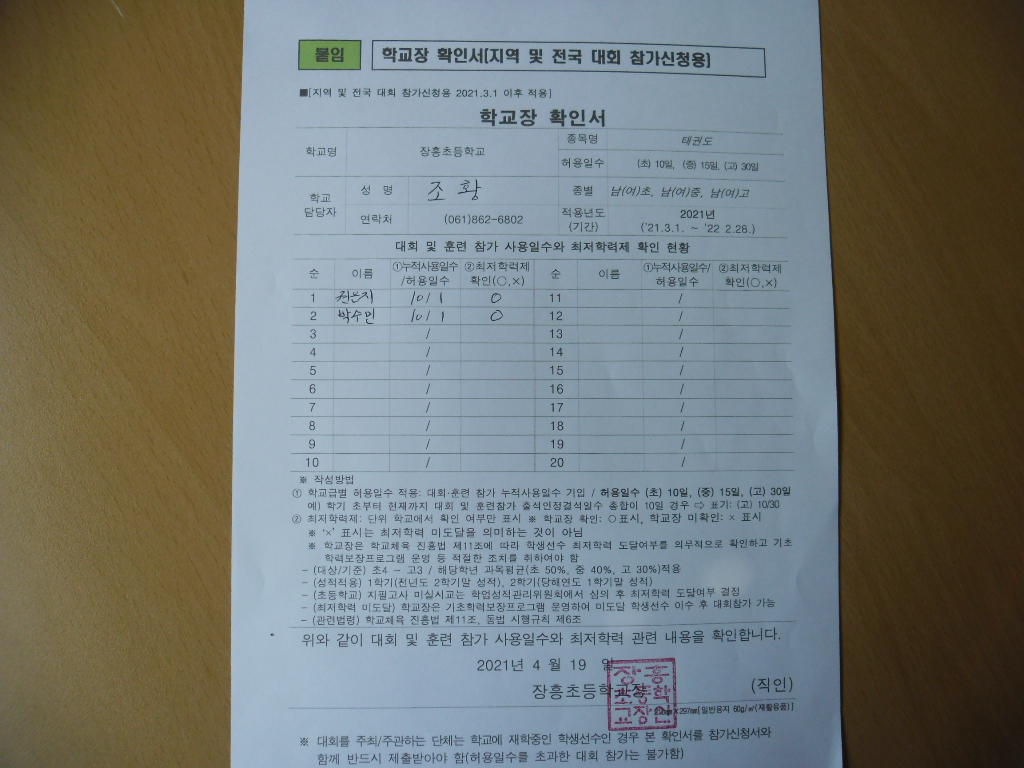 붙임 학교장 확인서[지역 및 전국 대회 참가신청용]
■[지역 및 전국 대회 참가신청용 2021.3.1 이후 적용]
학교장 확인서
학교명 장흥초등학교 종목명 태권도
허용일수 (초) 10일, (중) 15일, (고) 30일
학교 담당자 성 명 조 황 종별 남(여)초, 남(여)중, 남(여)고
연락처 (061)862-6802 적용년도 (기간) 2021년 ('21.3.1. ~ '22 2.28.)
대회 및 훈련 참가 사용일수와 최저학력제 확인 현황
순 이름 ①누적사용일수/허용일수 ②최저학력제 확인(○,×) 순 이름 ①누적사용일수/허용일수 ②최저학력제 확인(○,×)
1 전은지 10/1 O 11 /
2 박수민 10/1 O 12 /
3 / 13 /
4 / 14 /
5 / 15 /
6 / 16 /
7 / 17 /
8 / 18 /
9 / 19 /
10 / 20 /
※ 작성방법
① 학교급별 허용일수 적용: 대회·훈련 참가 누적사용일수 기입 / 허용일수 (초) 10일, (중) 15일, (고) 30일
예) 학기 초부터 현재까지 대회 및 훈련참가 출석인정결석일수 총합이 10일 경우 ⇨ 표기: (고) 10/30
② 최저학력제: 단위 학교에서 확인 여부만 표시 ※ 학교장 확인: ○표시, 학교장 미확인: × 표시
※ '×' 표시는 최저학력 미도달을 의미하는 것이 아님
※ 학교장은 학교체육 진흥법 제11조에 따라 학생선수 최저학력 도달여부를 의무적으로 확인하고 기초
학력보장프로그램 운영 등 적절한 조치를 취하여야 함
- (대상/기준) 초4 ~ 고3 / 해당학년 과목평균(초 50%, 중 40%, 고 30%)적용
- (성적적용) 1학기(전년도 2학기말 성적), 2학기(당해연도 1학기말 성적)
- (초등학교) 지필고사 미실시교는 학업성적관리위원회에서 심의 후 최저학력 도달여부 결정
- (최저학력 미도달) 학교장은 기초학력보장프로그램 운영하여 미도달 학생선수 이수 후 대회참가 가능
- (관련법령) 학교체육 진흥법 제11조, 동법 시행규칙 제6조
위와 같이 대회 및 훈련 참가 사용일수와 최저학력 관련 내용을 확인합니다.
2021년 4 월 19 일
장흥초등학교장 (직인)
장흥초등학교장인
210㎜×297㎜[일반용지 60g/㎡(재활용품)]
※ 대회를 주최/주관하는 단체는 학교에 재학중인 학생선수인 경우 본 확인서를 참가신청서와
함께 반드시 제출받아야 함(허용일수를 초과한 대회 참가는 불가함)